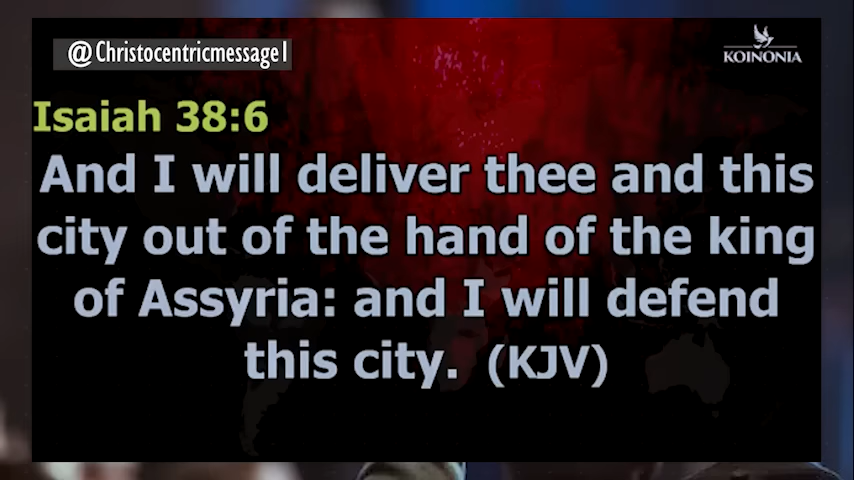 @Christocentricmessage1
KOINONIA
Isaiah 38:6
And I will deliver thee and this
city out of the hand of the king
of Assyria: and I will defend
this city. (KJV)